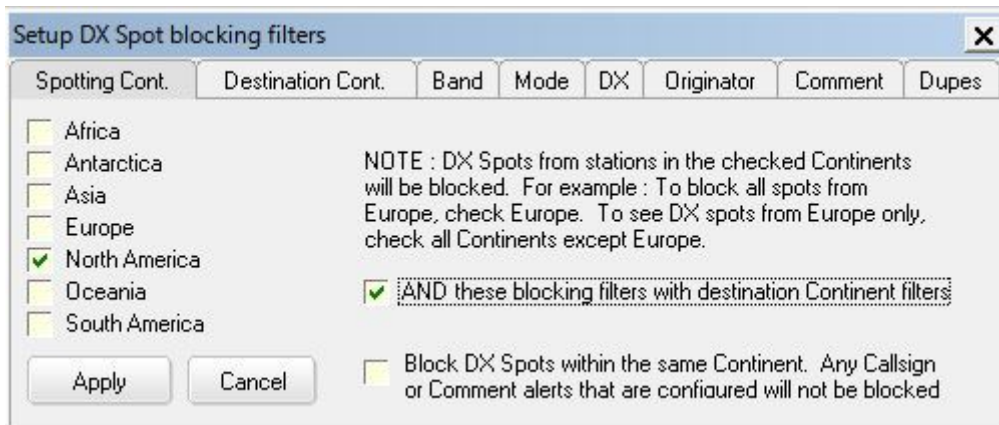 Setup DX Spot blocking filters
Spotting Cont. Destination Cont. Band Mode DX Originator Comment Dupes
Africa
Antarctica
Asia
Europe
North America
Oceania
South America
NOTE : DX Spots from stations in the checked Continents
will be blocked. For example : To block all spots from
Europe, check Europe. To see DX spots from Europe only,
check all Continents except Europe.
AND these blocking filters with destination Continent filters
Block DX Spots within the same Continent. Any Callsign
or Comment alerts that are configured will not be blocked
Apply Cancel